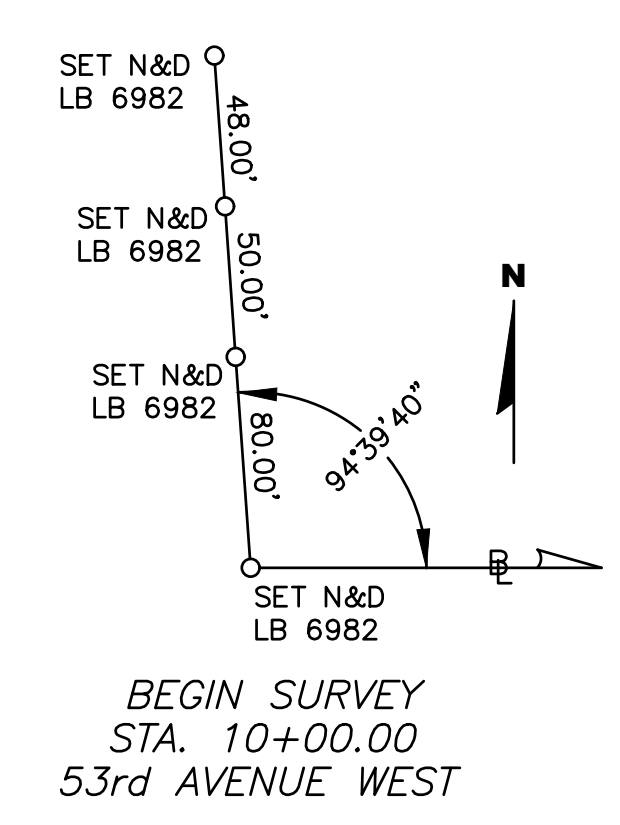 SET N&D
LB 6982
48.00'
SET N&D
LB 6982
50.00'
N
SET N&D
LB 6982
80.00'
94°39'40"
BL
SET N&D
LB 6982
BEGIN SURVEY
STA. 10+00.00
53rd AVENUE WEST